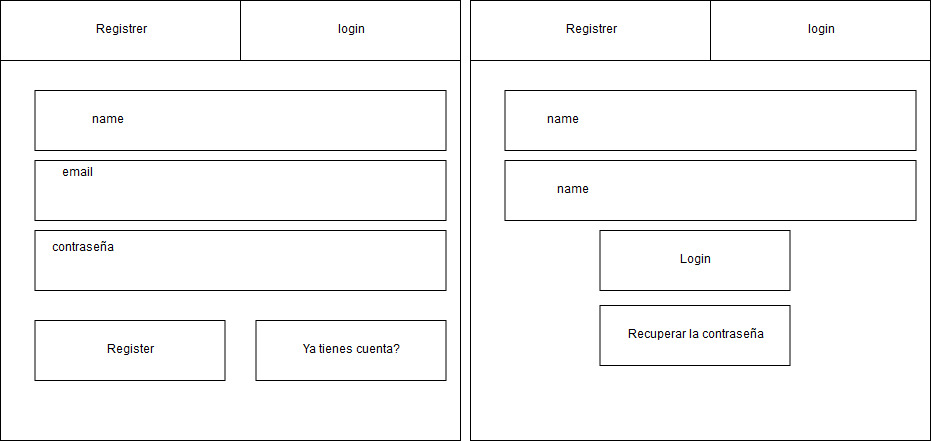 Registrer
login
name
email
contraseña
Register
Ya tienes cuenta?
Registrer
login
name
name
Login
Recuperar la contraseña